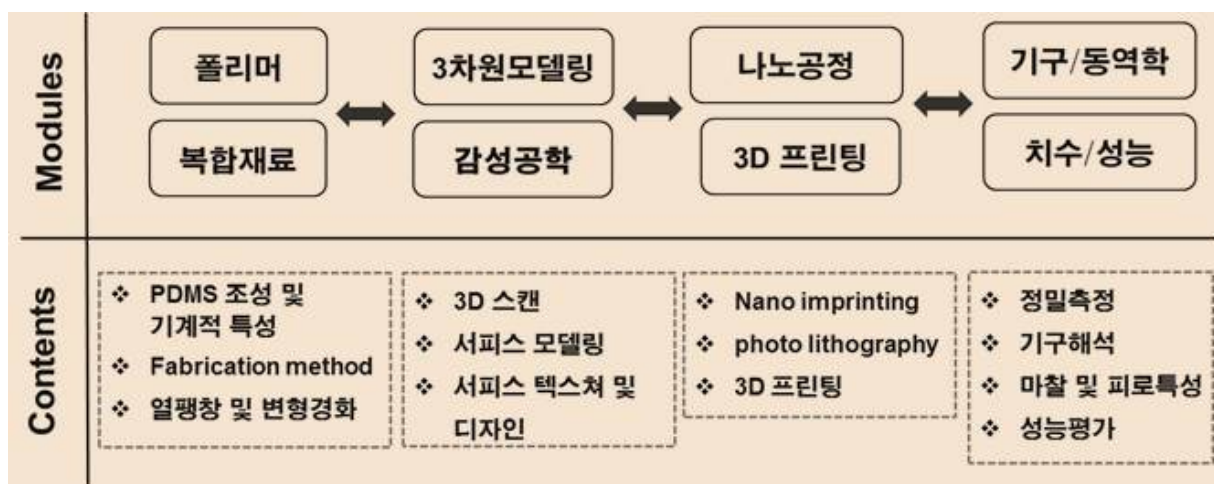 Modules
폴리머
복합재료
3차원모델링
감성공학
나노공정
3D 프린팅
기구/동역학
치수/성능
Contents
❖ PDMS 조성 및
기계적 특성
❖ Fabrication method
❖ 열팽창 및 변형경화
❖ 3D 스캔
❖ 서피스 모델링
❖ 서피스 텍스쳐 및
디자인
❖ Nano imprinting
❖ photo lithography
❖ 3D 프린팅
❖ 정밀측정
❖ 기구해석
❖ 마찰 및 피로특성
❖ 성능평가